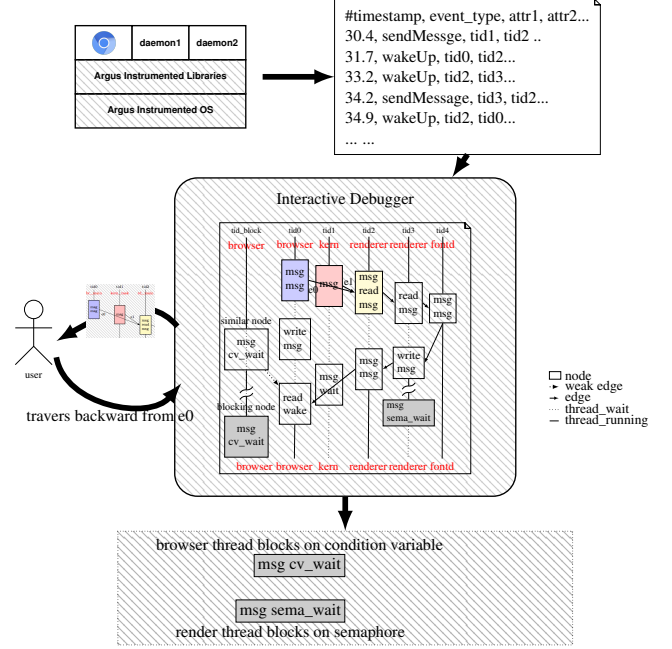 daemon1 daemon2
Argus Instrumented Libraries
Argus Instrumented OS
#timestamp, event_type, attr1, attr2...
30.4, sendMessge, tid1, tid2 ..
31.7, wakeUp, tid0, tid2...
33.2, wakeUp, tid2, tid3...
34.2, sendMessage, tid3, tid2...
34.9, wakeUp, tid2, tid0...
... ...
Interactive Debugger
tid_block tid0 tid1 tid2 tid3 tid4
browser browser kern renderer renderer fontd
msg
msg
msg
msg
read
msg
read
msg
msg
msg
e0
e1
similar node
msg
cv_wait
write
msg
msg
wait
msg
msg
write
msg
read
wake
blocking node
msg
cv_wait
msg
sema_wait
browser browser kern renderer renderer fontd
tid0 tid1 tid2
user
travers backward from e0
node
weak edge
edge
thread_wait
thread_running
browser thread blocks on condition variable
msg cv_wait
msg sema_wait
render thread blocks on semaphore